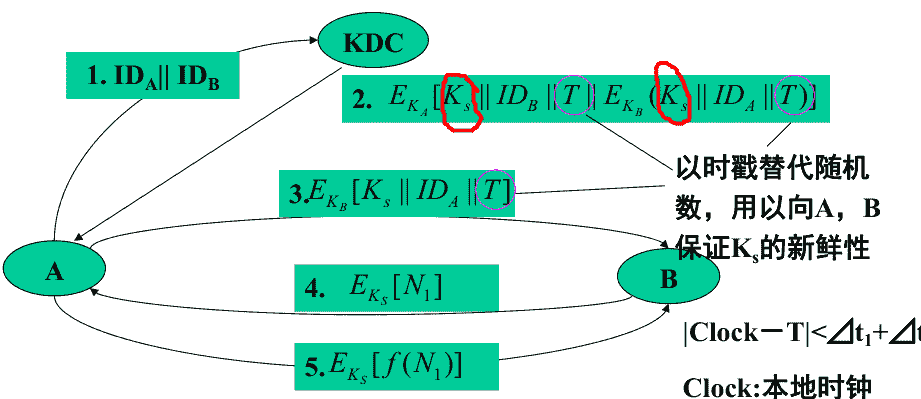 KDC
1. ID_A|| ID_B
2. E_{K_A}[K_s || ID_B || T || E_{K_B}(K_s || ID_A || T)]
以时戳替代随机
数，用以向A，B
保证K_s的新鲜性
3.E_{K_B}[K_s || ID_A || T]
A
B
4. E_{K_S}[N_1]
5.E_{K_S}[f(N_1)]
|Clock－T|<⊿t_1+⊿t
Clock:本地时钟